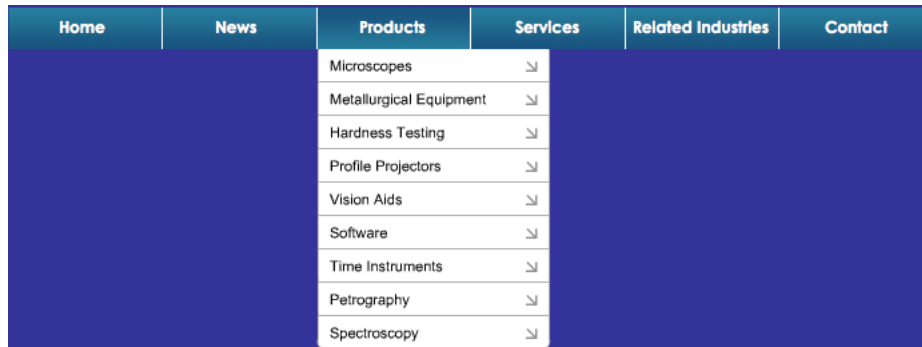 Home News Products Services Related Industries Contact
Microscopes
Metallurgical Equipment
Hardness Testing
Profile Projectors
Vision Aids
Software
Time Instruments
Petrography
Spectroscopy